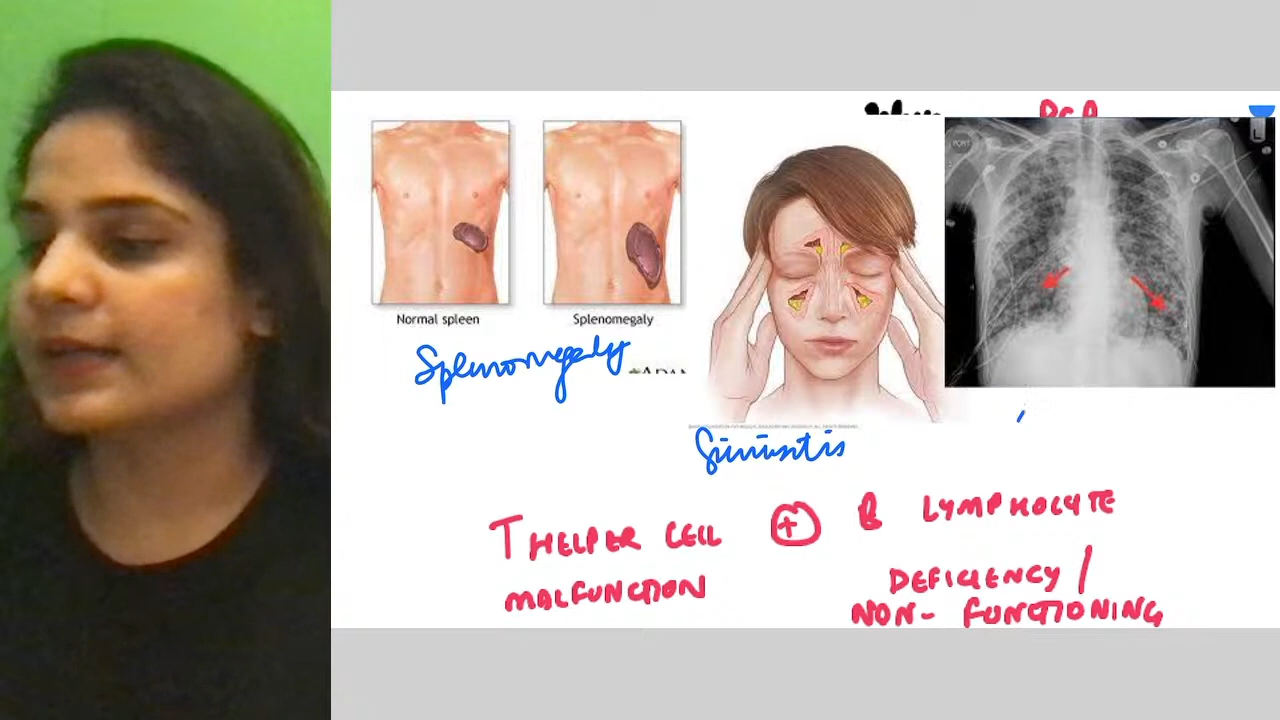 Normal spleen
Splenomegaly
Splenomegaly
Sinusitis
T HELPER CELL + B LYMPHOCYTE
MALFUNCTION
DEFICIENCY /
NON- FUNCTIONING